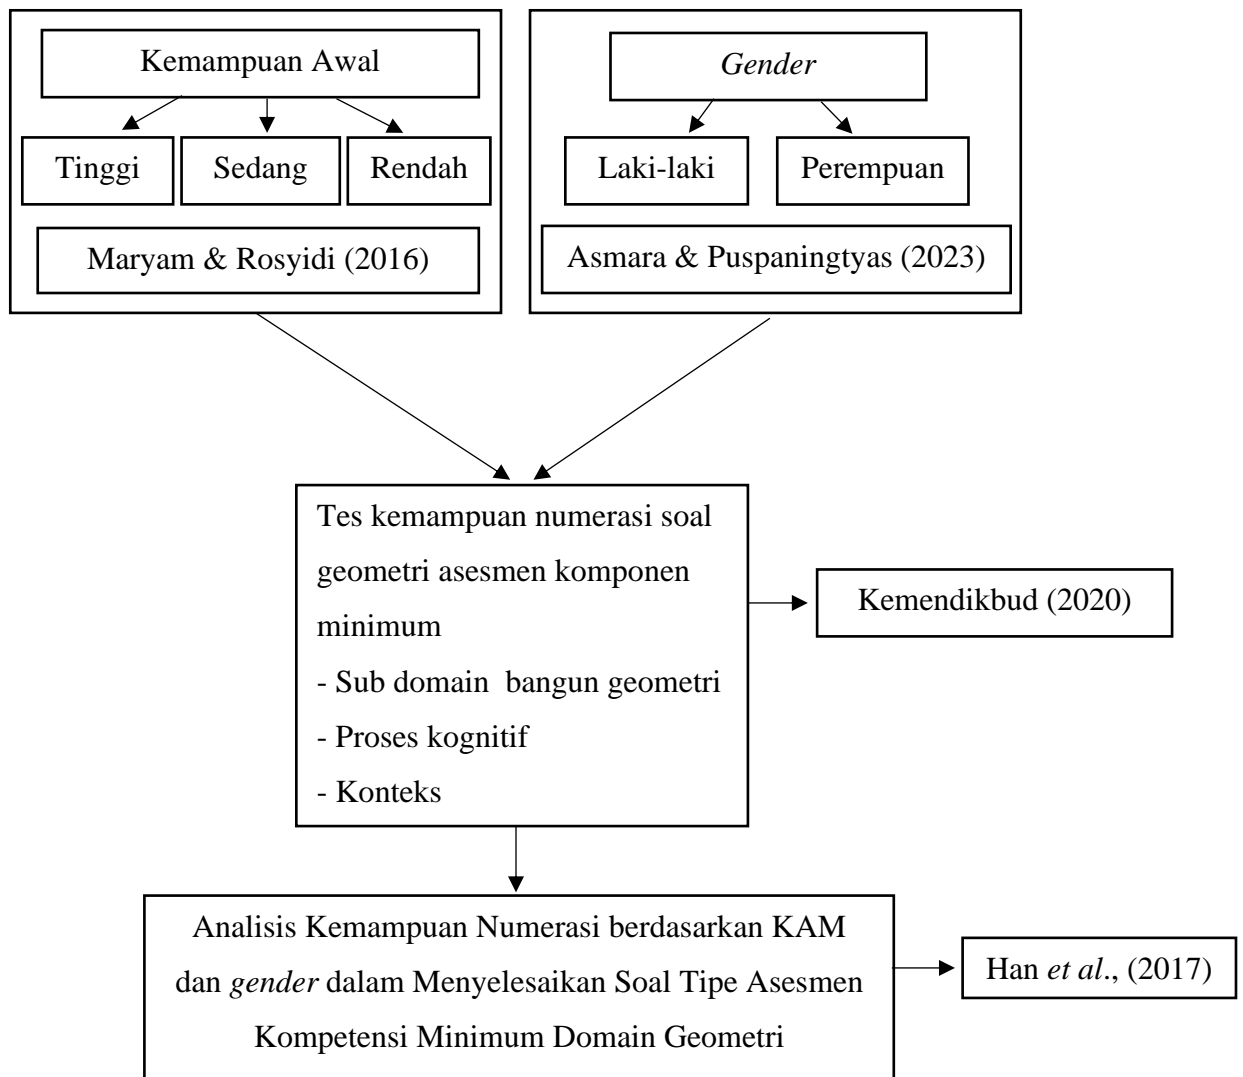 Kemampuan Awal
Tinggi
Sedang
Rendah
Maryam & Rosyidi (2016)
Gender
Laki-laki
Perempuan
Asmara & Puspaningtyas (2023)
Tes kemampuan numerasi soal
geometri asesmen komponen
minimum
- Sub domain  bangun geometri
- Proses kognitif
- Konteks
Kemendikbud (2020)
Analisis Kemampuan Numerasi berdasarkan KAM
dan gender dalam Menyelesaikan Soal Tipe Asesmen
Kompetensi Minimum Domain Geometri
Han et al., (2017)